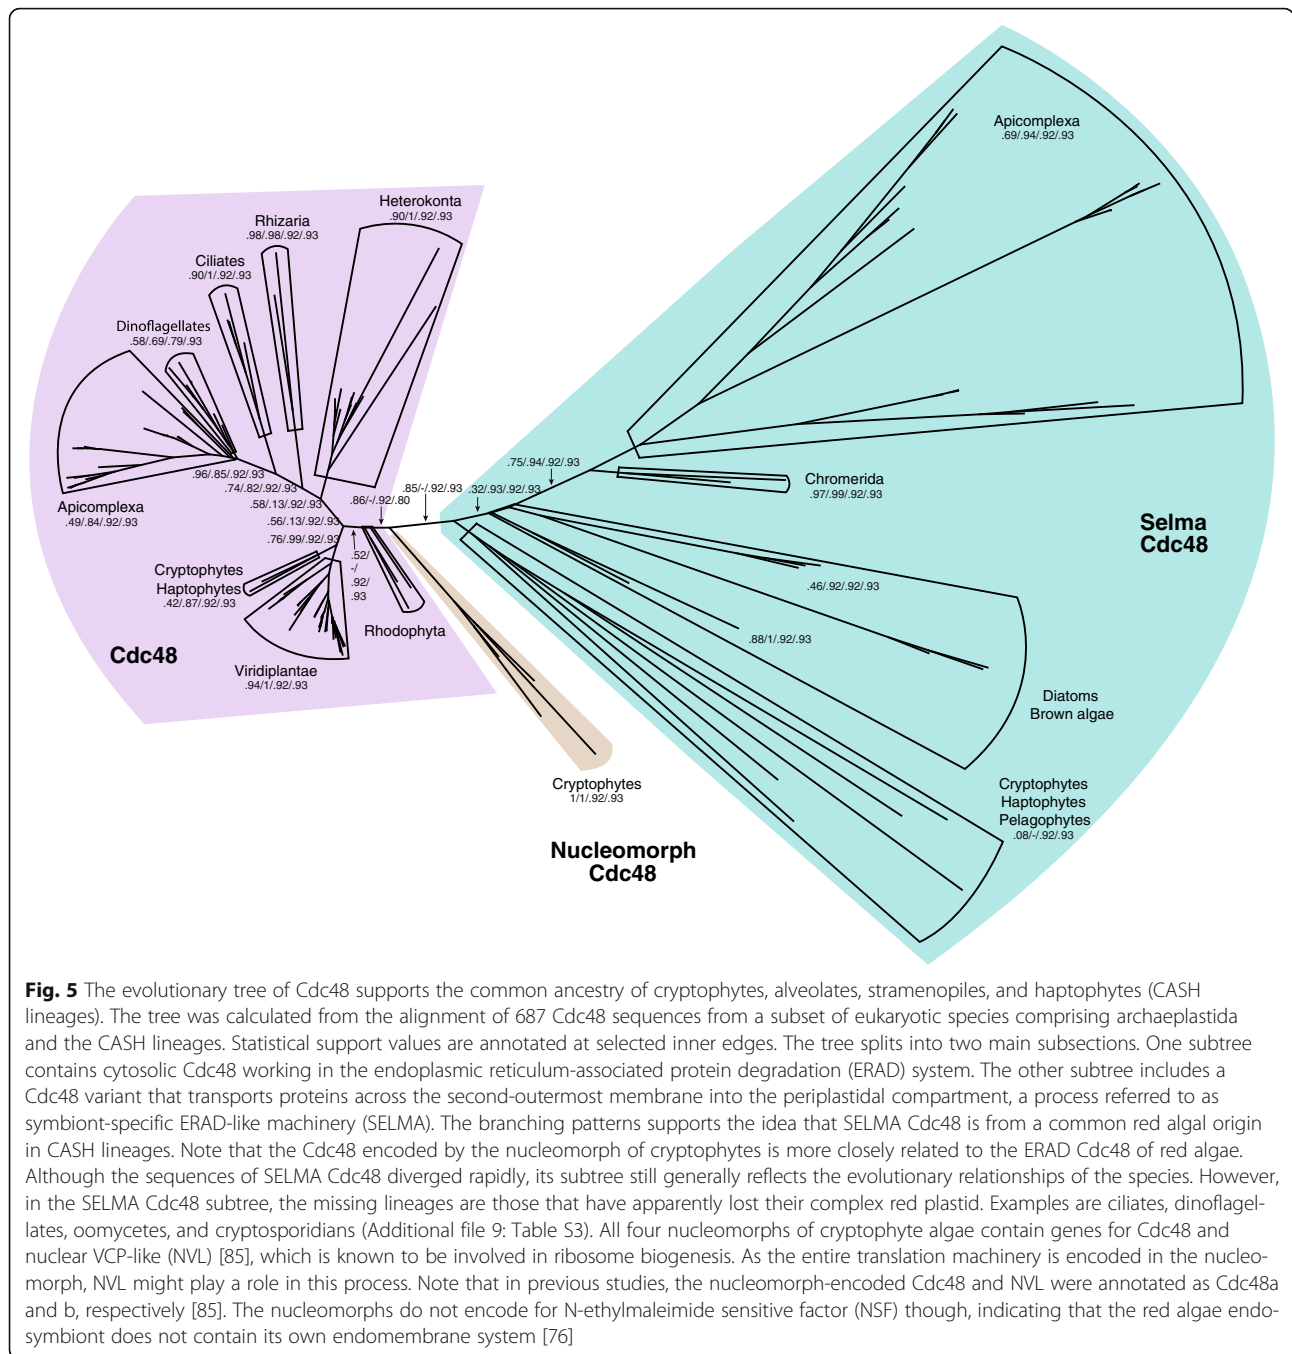 Apicomplexa
.69/.94/.92/.93
Heterokonta
.90/1/.92/.93
Rhizaria
.98/.98/.92/.93
Ciliates
.90/1/.92/.93
Dinoflagellates
.58/.69/.79/.93
Apicomplexa
.49/.84/.92/.93
.96/.85/.92/.93
.74/.82/.92/.93
.58/.13/.92/.93
.56/.13/.92/.93
.76/.99/.92/.93
.86/-/.92/.80
.85/-/.92/.93
.32/.93/.92/.93
.75/.94/.92/.93
.52/
-/
.92/
.93
Cryptophytes
Haptophytes
.42/.87/.92/.93
Rhodophyta
Cdc48
Viridiplantae
.94/1/.92/.93
Chromerida
.97/.99/.92/.93
Selma
Cdc48
.46/.92/.92/.93
.88/1/.92/.93
Diatoms
Brown algae
Cryptophytes
Haptophytes
Pelagophytes
.08/-/.92/.93
Cryptophytes
1/1/.92/.93
Nucleomorph
Cdc48
Fig. 5 The evolutionary tree of Cdc48 supports the common ancestry of cryptophytes, alveolates, stramenopiles, and haptophytes (CASH
lineages). The tree was calculated from the alignment of 687 Cdc48 sequences from a subset of eukaryotic species comprising archaeplastida
and the CASH lineages. Statistical support values are annotated at selected inner edges. The tree splits into two main subsections. One subtree
contains cytosolic Cdc48 working in the endoplasmic reticulum-associated protein degradation (ERAD) system. The other subtree includes a
Cdc48 variant that transports proteins across the second-outermost membrane into the periplastidal compartment, a process referred to as
symbiont-specific ERAD-like machinery (SELMA). The branching patterns supports the idea that SELMA Cdc48 is from a common red algal origin
in CASH lineages. Note that the Cdc48 encoded by the nucleomorph of cryptophytes is more closely related to the ERAD Cdc48 of red algae.
Although the sequences of SELMA Cdc48 diverged rapidly, its subtree still generally reflects the evolutionary relationships of the species. However,
in the SELMA Cdc48 subtree, the missing lineages are those that have apparently lost their complex red plastid. Examples are ciliates, dinoflagel-
lates, oomycetes, and cryptosporidians (Additional file 9: Table S3). All four nucleomorphs of cryptophyte algae contain genes for Cdc48 and
nuclear VCP-like (NVL) [85], which is known to be involved in ribosome biogenesis. As the entire translation machinery is encoded in the nucleo-
morph, NVL might play a role in this process. Note that in previous studies, the nucleomorph-encoded Cdc48 and NVL were annotated as Cdc48a
and b, respectively [85]. The nucleomorphs do not encode for N-ethylmaleimide sensitive factor (NSF) though, indicating that the red algae endo-
symbiont does not contain its own endomembrane system [76]